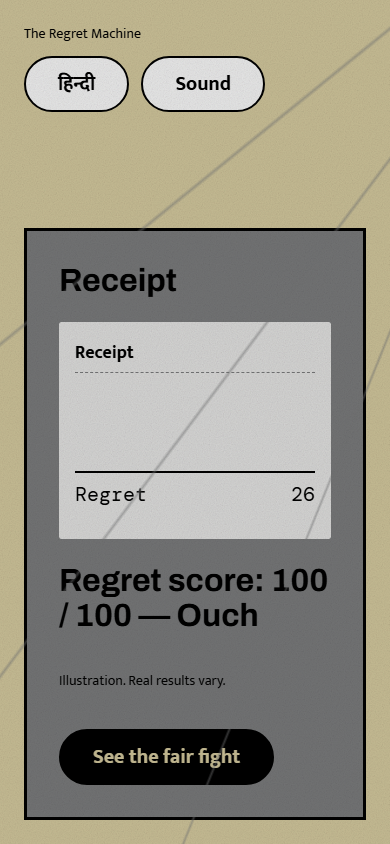 The Regret Machine
हिन्दी
Sound
Receipt
Receipt
Regret 26
Regret score: 100
/ 100 — Ouch
Illustration. Real results vary.
See the fair fight